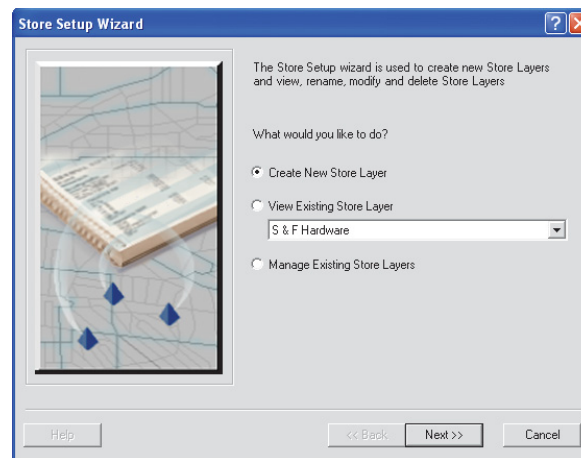 Store Setup Wizard
The Store Setup wizard is used to create new Store Layers
and view, rename, modify and delete Store Layers
What would you like to do?
Create New Store Layer
View Existing Store Layer
S & F Hardware
Manage Existing Store Layers
Help
<< Back
Next >>
Cancel